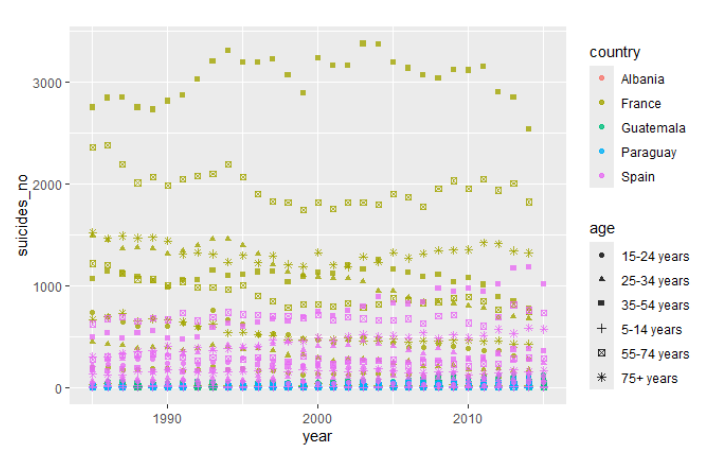 3000
2000
1000
0
suicides_no
1990
2000
2010
year
country
Albania
France
Guatemala
Paraguay
Spain
age
15-24 years
25-34 years
35-54 years
5-14 years
55-74 years
75+ years